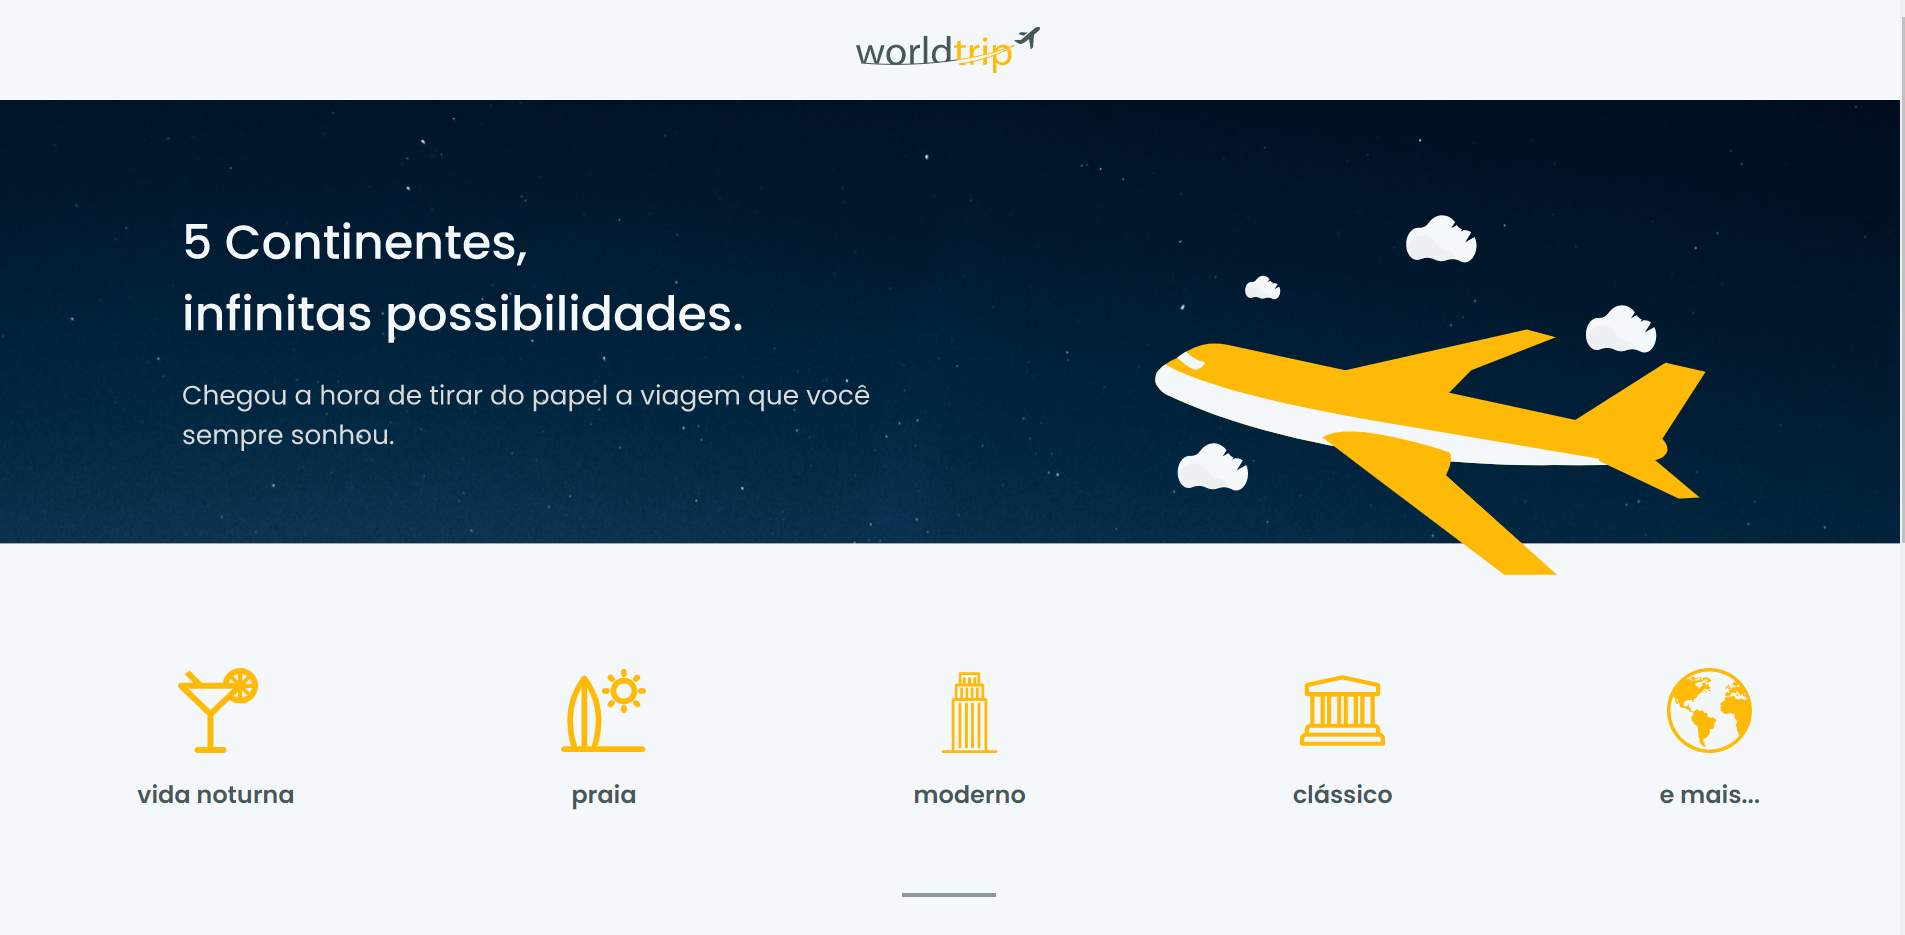 worldtrip
5 Continentes,
infinitas possibilidades.
Chegou a hora de tirar do papel a viagem que você
sempre sonhou.
vida noturna
praia
moderno
clássico
e mais...